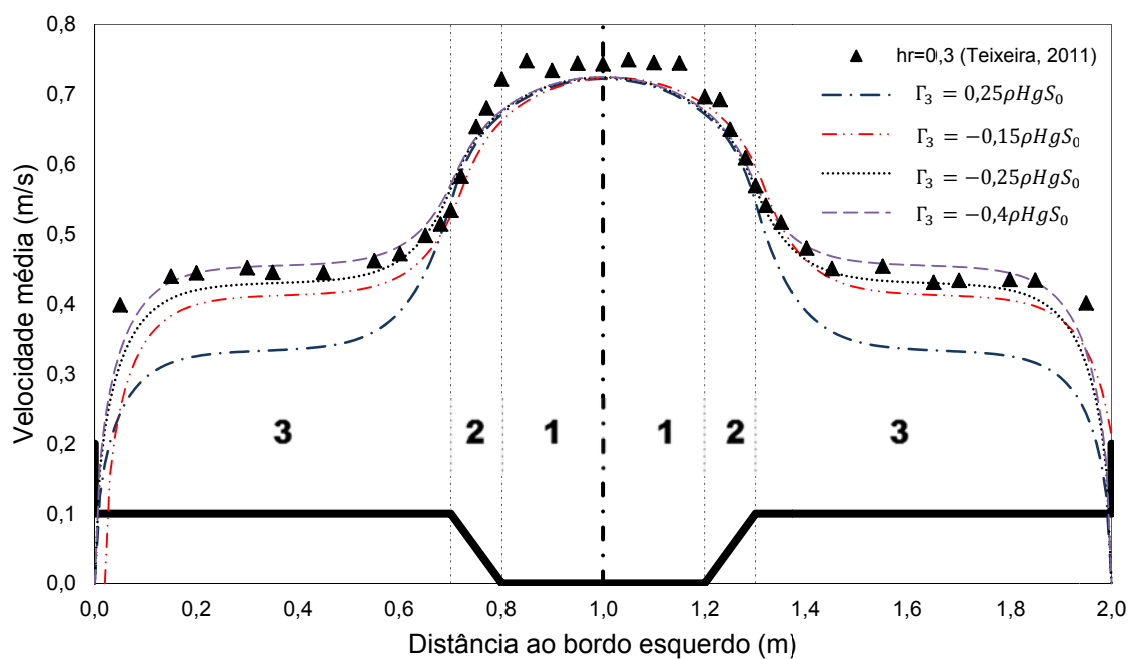 0,8
0,7
0,6
0,5
0,4
0,3
0,2
0,1
0,0
Velocidade média (m/s)
hr=0,3 (Teixeira, 2011)
Γ₃ = 0,25ρHgS₀
Γ₃ = −0,15ρHgS₀
Γ₃ = −0,25ρHgS₀
Γ₃ = −0,4ρHgS₀
3 2 1 1 2 3
0,0 0,2 0,4 0,6 0,8 1,0 1,2 1,4 1,6 1,8 2,0
Distância ao bordo esquerdo (m)